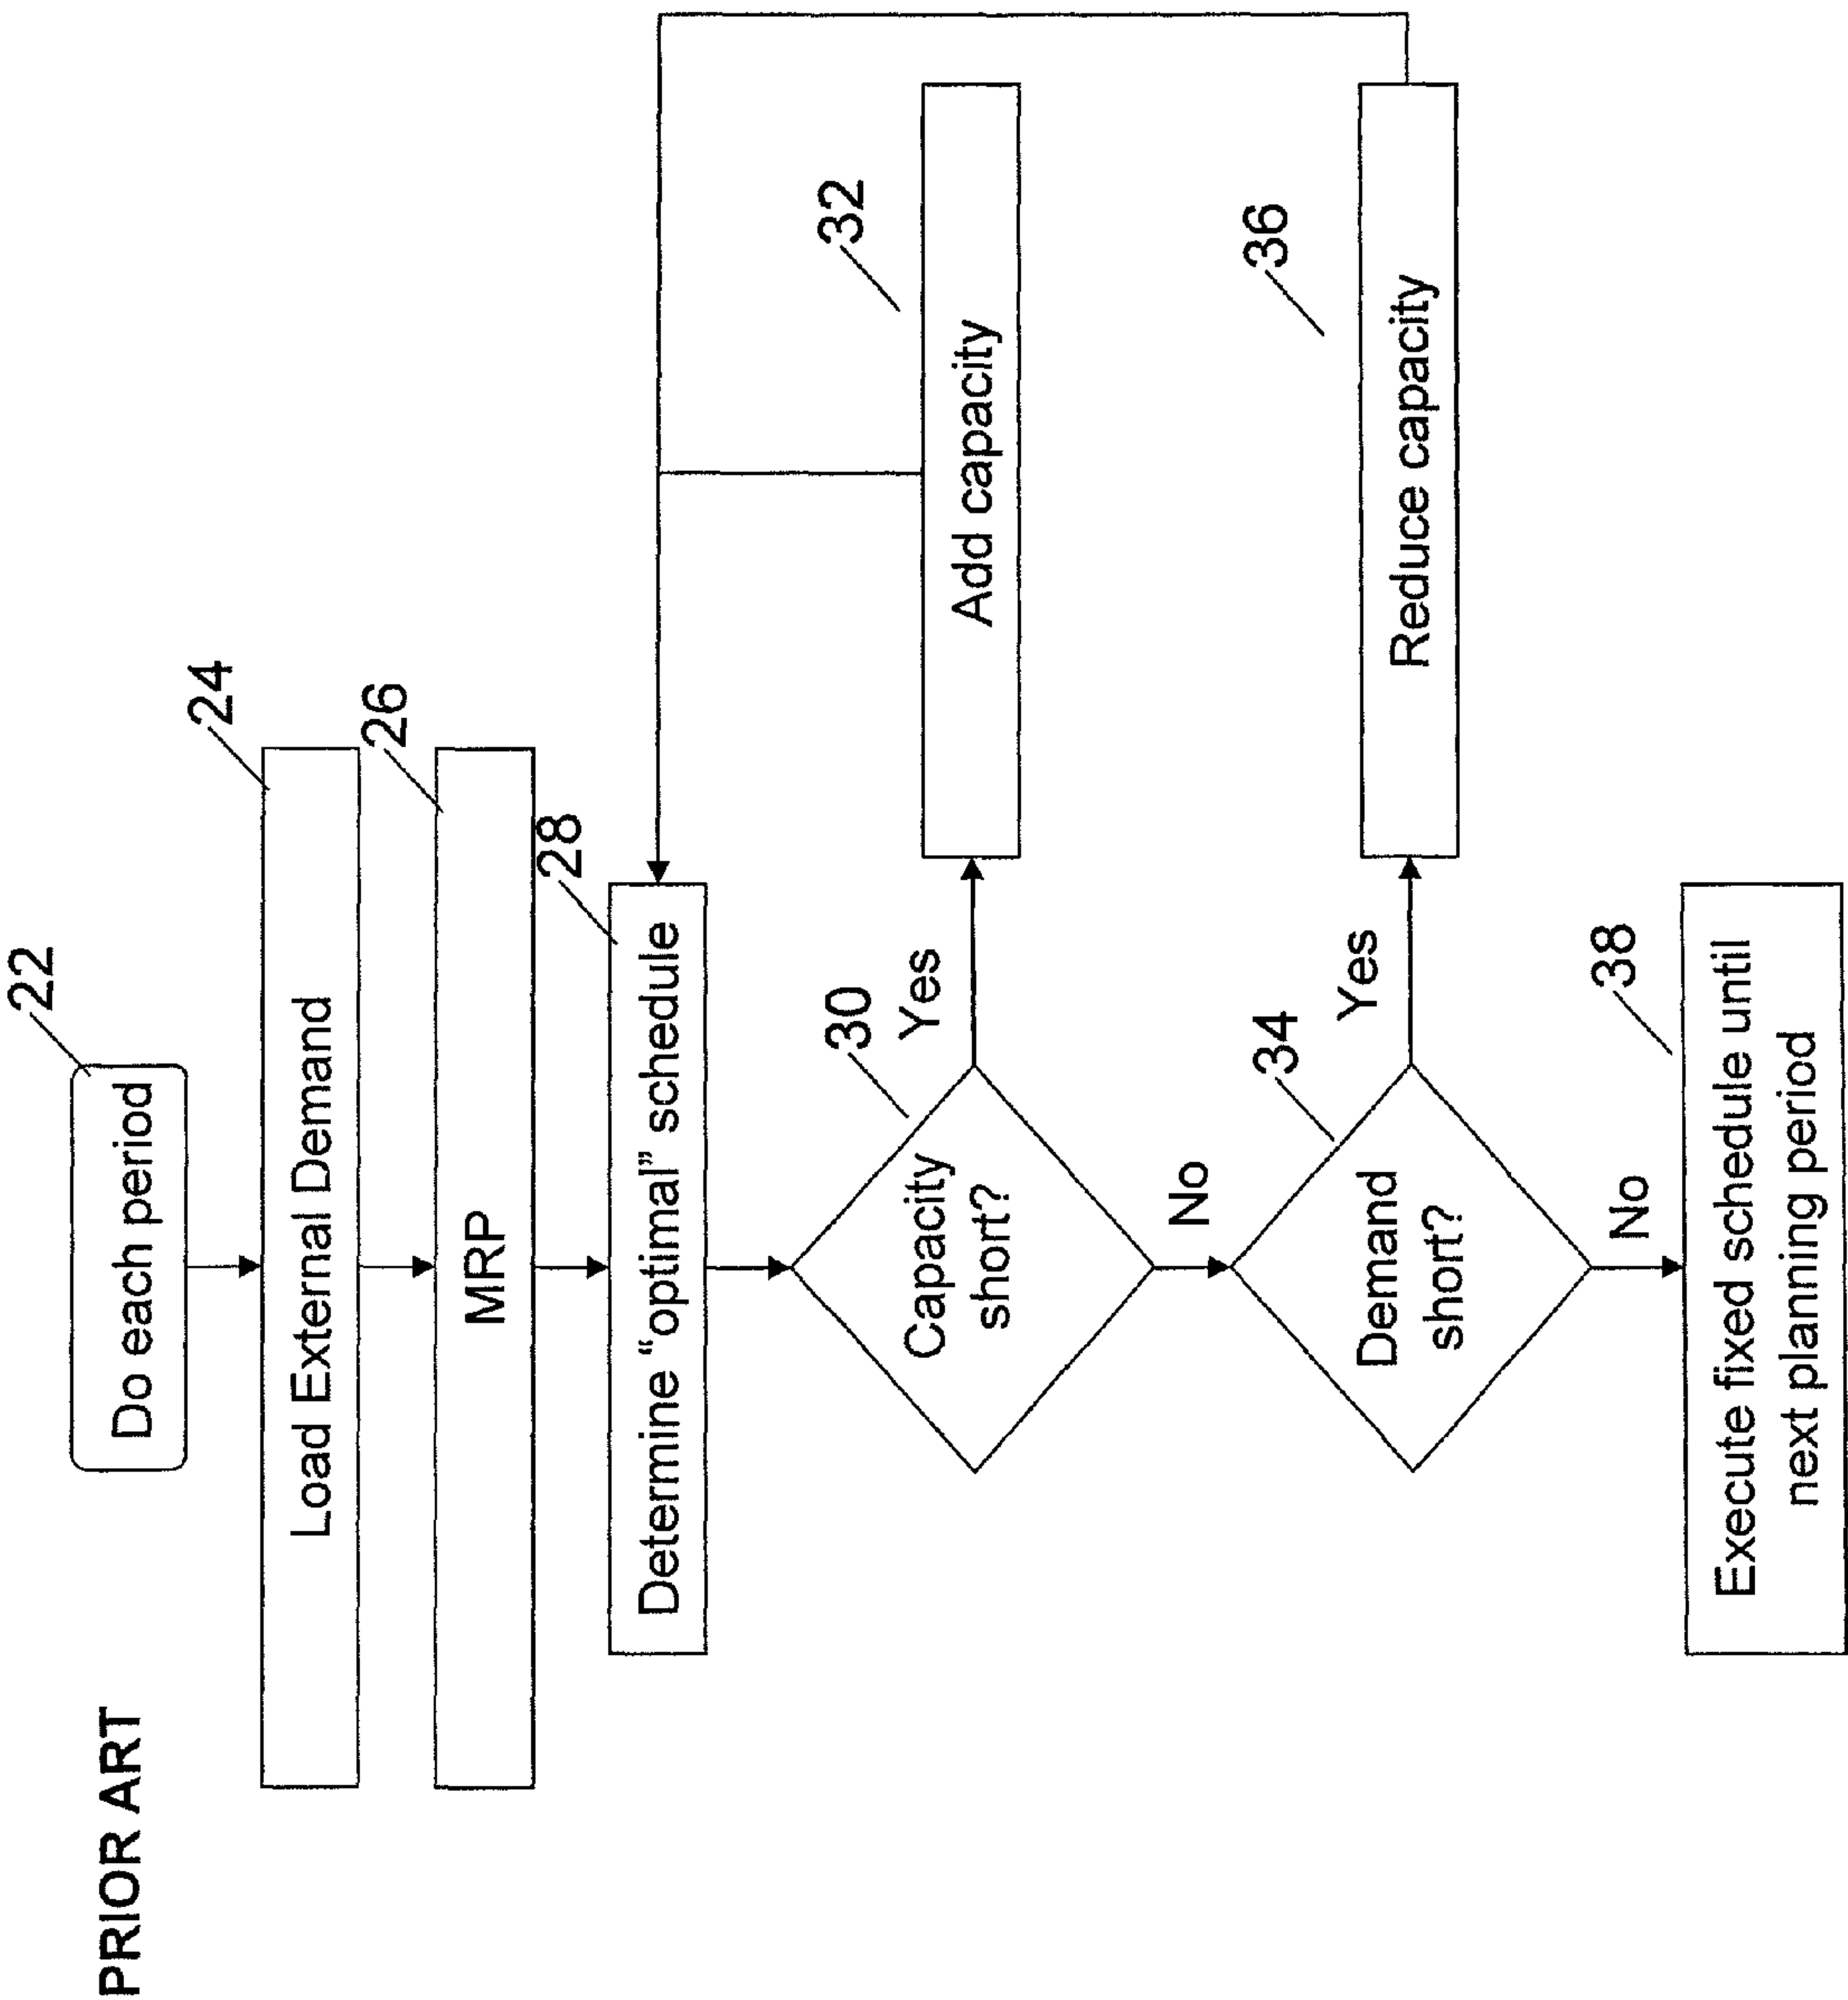 PRIOR ART
22
Do each period
24
Load External Demand
26
MRP
28
Determine “optimal” schedule
30
Capacity
short?
Yes
32
Add capacity
No
34
Demand
short?
Yes
36
Reduce capacity
No
38
Execute fixed schedule until
next planning period